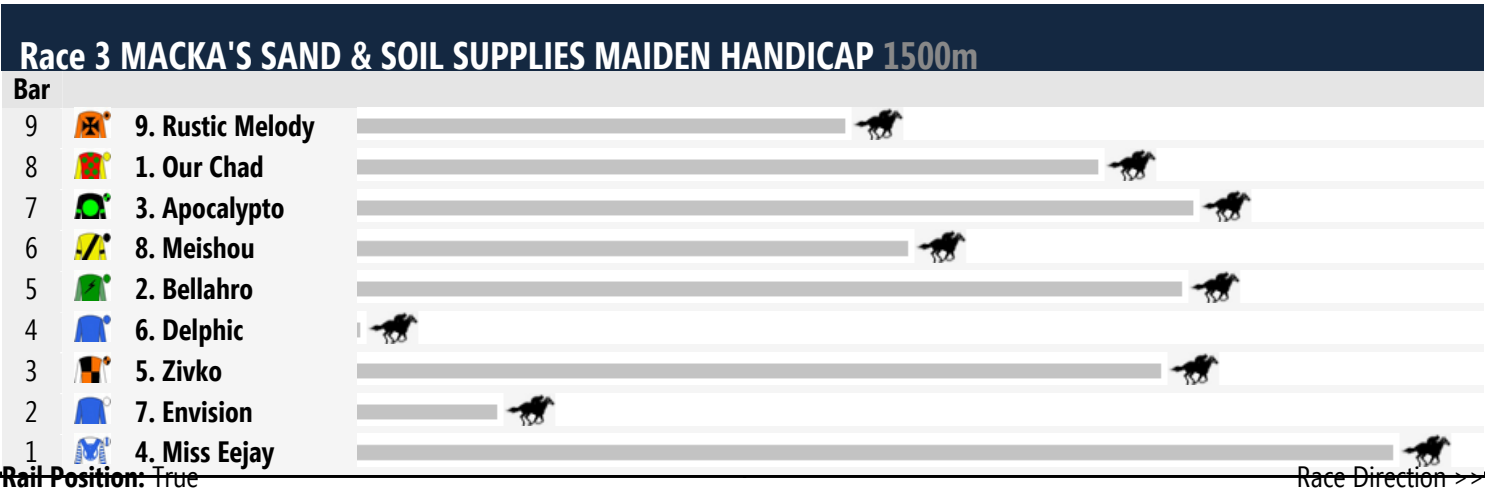 Race 3 MACKA'S SAND & SOIL SUPPLIES MAIDEN HANDICAP 1500m
Bar
9 9. Rustic Melody
8 1. Our Chad
7 3. Apocalypto
6 8. Meishou
5 2. Bellahro
4 6. Delphic
3 5. Zivko
2 7. Envision
1 4. Miss Eejay
Rail Position: True Race Direction >>